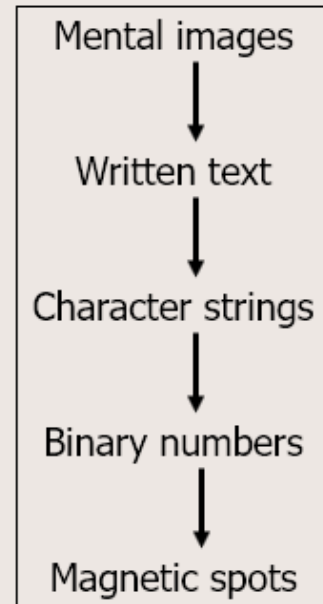 Mental images
Written text
Character strings
Binary numbers
Magnetic spots